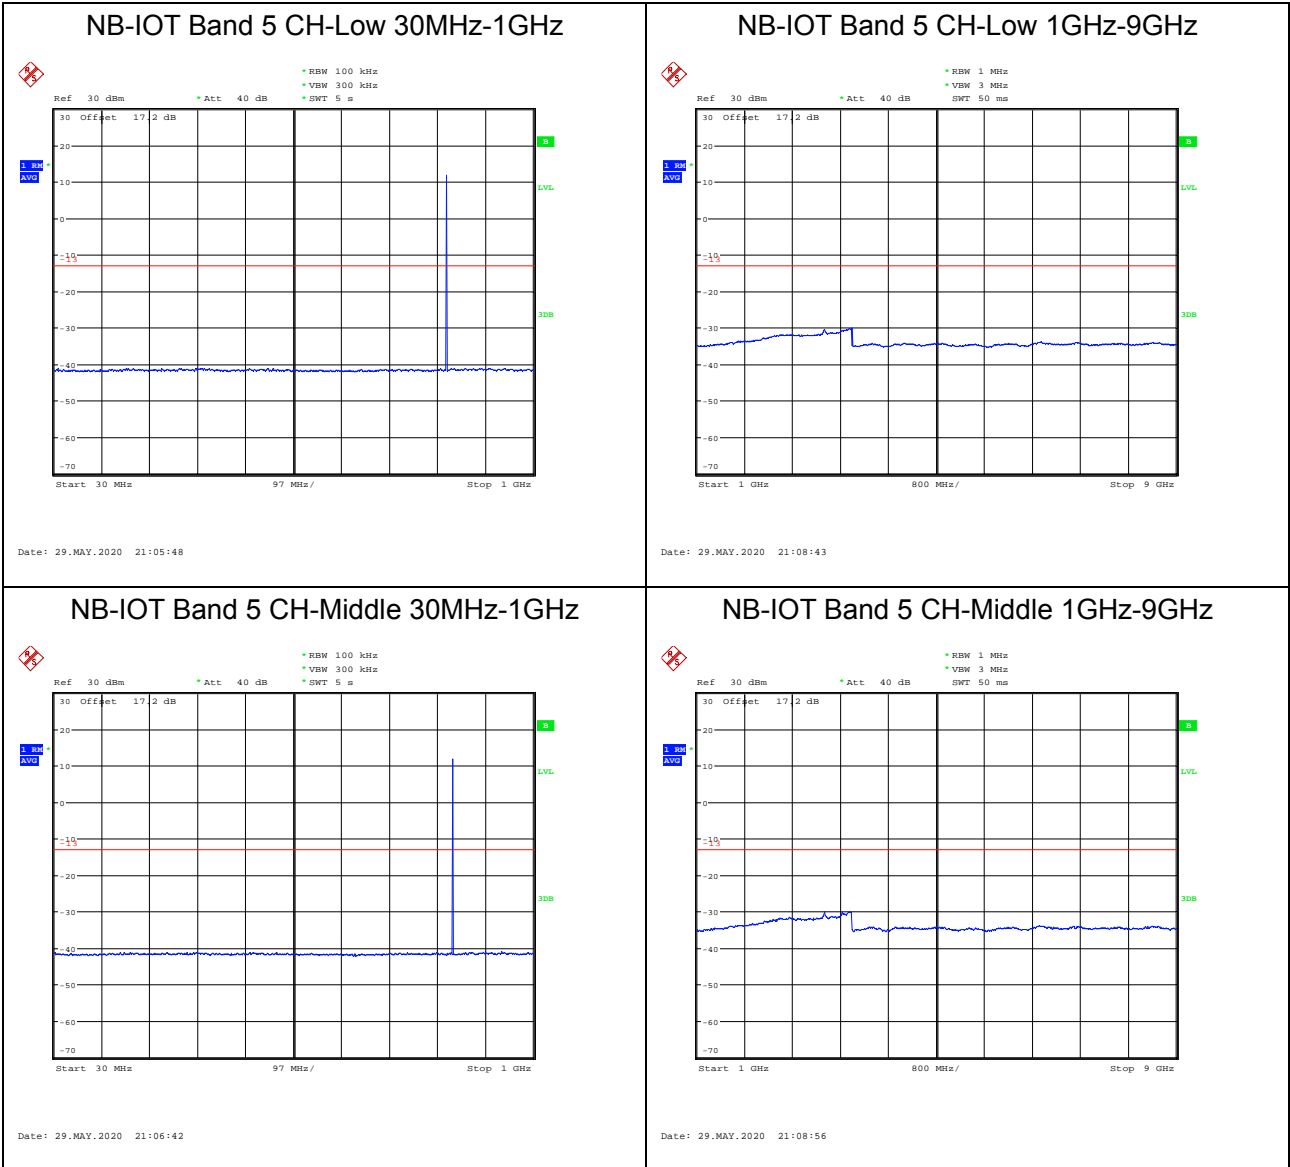 NB-IOT Band 5 CH-Low 30MHz-1GHz
R S
* RBW 100 kHz
* VBW 300 kHz
Ref 30 dBm * Att 40 dB * SWT 5 s
30 Offset 17.2 dB
B
20
1 RM *
AVG
10
LVL
0
-10
-13
-20
-30
3DB
-40
-50
-60
-70
Start 30 MHz 97 MHz/ Stop 1 GHz
Date: 29.MAY.2020 21:05:48
NB-IOT Band 5 CH-Low 1GHz-9GHz
R S
* RBW 1 MHz
* VBW 3 MHz
Ref 30 dBm * Att 40 dB SWT 50 ms
30 Offset 17.2 dB
B
20
1 RM *
AVG
10
LVL
0
-10
-13
-20
-30
3DB
-40
-50
-60
-70
Start 1 GHz 800 MHz/ Stop 9 GHz
Date: 29.MAY.2020 21:08:43
NB-IOT Band 5 CH-Middle 30MHz-1GHz
R S
* RBW 100 kHz
* VBW 300 kHz
Ref 30 dBm * Att 40 dB * SWT 5 s
30 Offset 17.2 dB
B
20
1 RM *
AVG
10
LVL
0
-10
-13
-20
-30
3DB
-40
-50
-60
-70
Start 30 MHz 97 MHz/ Stop 1 GHz
Date: 29.MAY.2020 21:06:42
NB-IOT Band 5 CH-Middle 1GHz-9GHz
R S
* RBW 1 MHz
* VBW 3 MHz
Ref 30 dBm * Att 40 dB SWT 50 ms
30 Offset 17.2 dB
B
20
1 RM *
AVG
10
LVL
0
-10
-13
-20
-30
3DB
-40
-50
-60
-70
Start 1 GHz 800 MHz/ Stop 9 GHz
Date: 29.MAY.2020 21:08:56